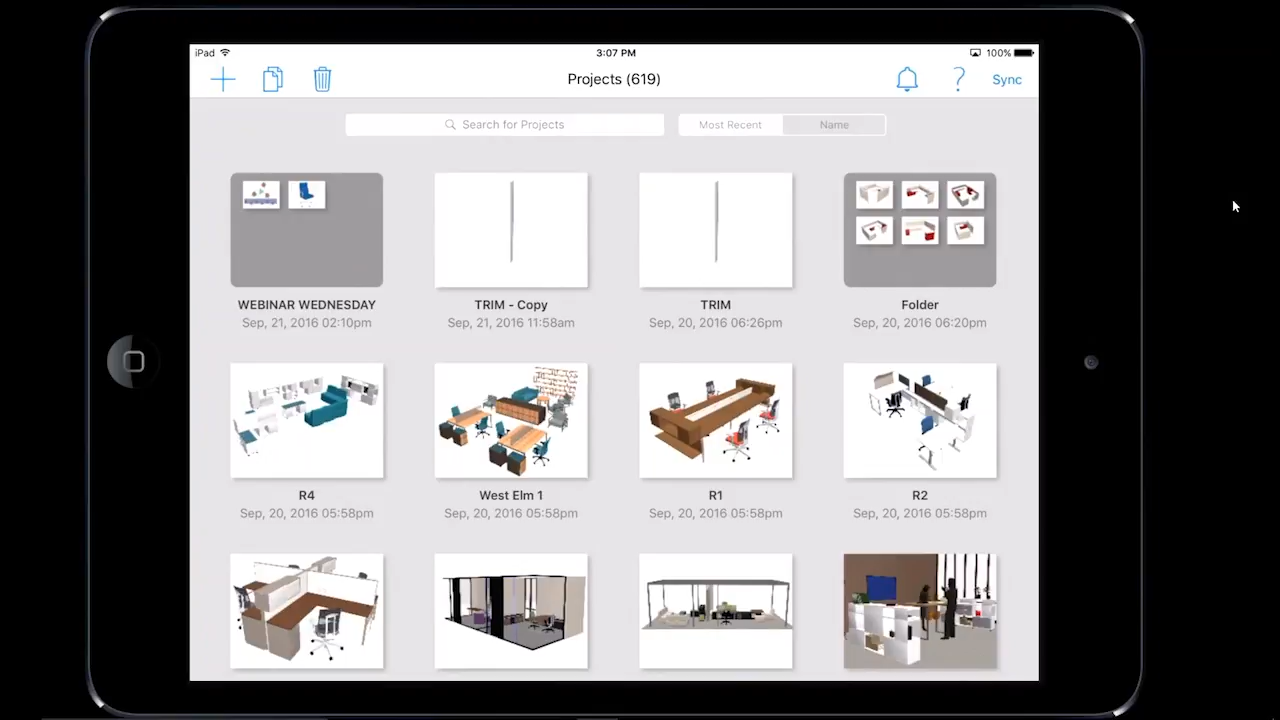 iPad 3:07 PM 100%
Projects (619) Sync
Search for Projects Most Recent Name
WEBINAR WEDNESDAY TRIM - Copy TRIM Folder
Sep, 21, 2016 02:10pm Sep, 21, 2016 11:58am Sep, 20, 2016 06:26pm Sep, 20, 2016 06:20pm
R4 West Elm 1 R1 R2
Sep, 20, 2016 05:58pm Sep, 20, 2016 05:58pm Sep, 20, 2016 05:58pm Sep, 20, 2016 05:58pm